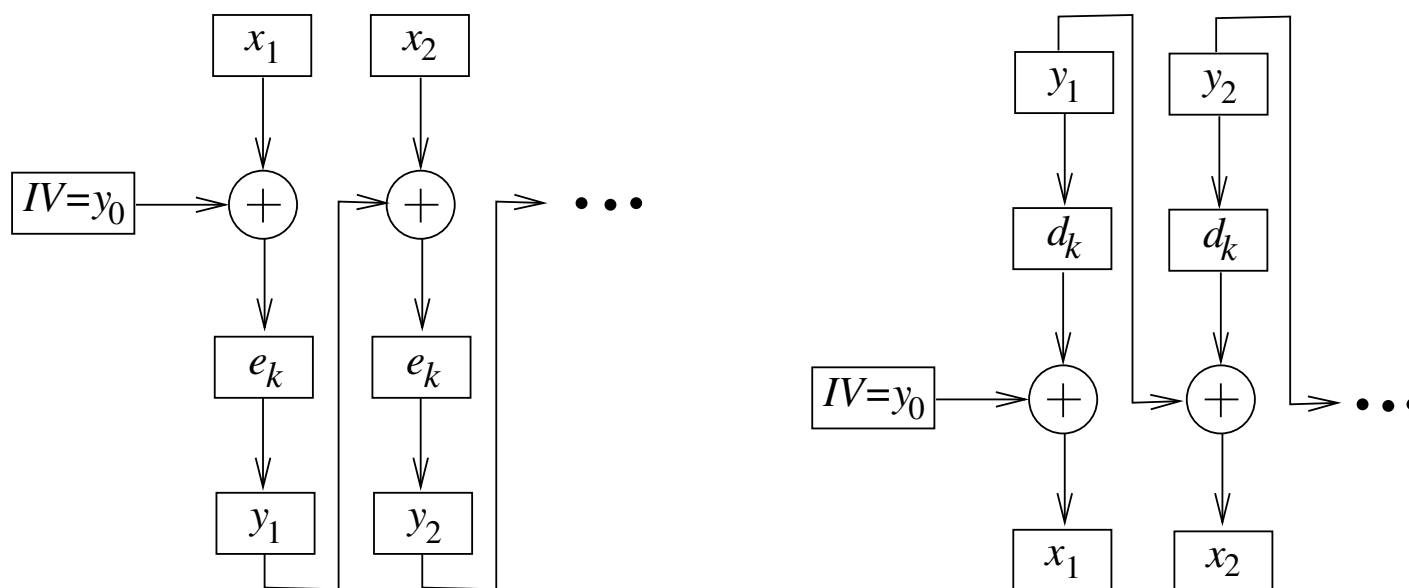 x₁ x₂
IV=y₀ + + •••
eₖ eₖ
y₁ y₂
y₁ y₂
dₖ dₖ
IV=y₀ + + •••
x₁ x₂